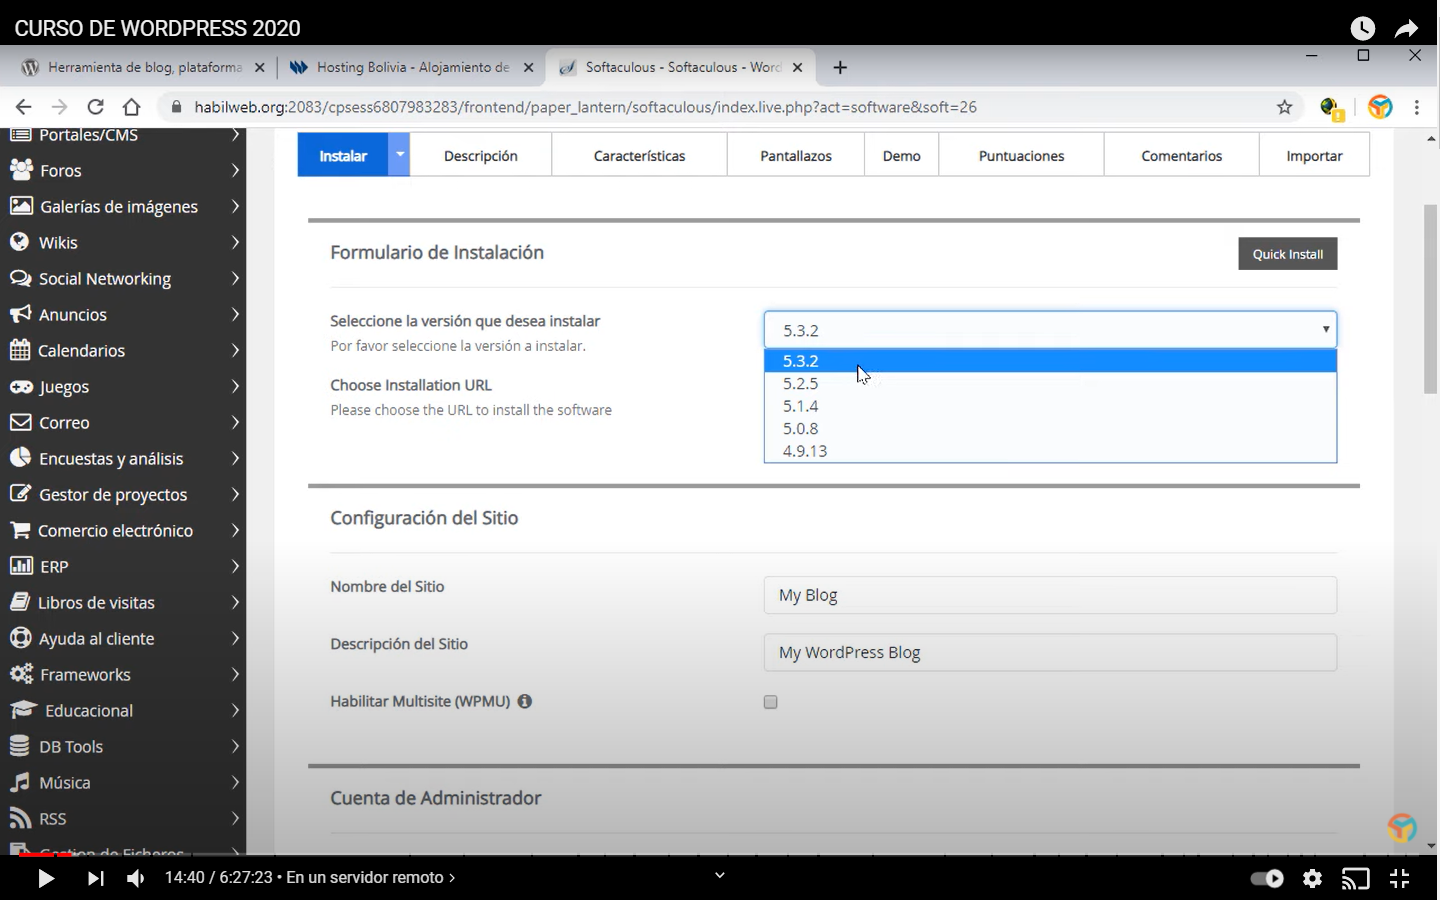 CURSO DE WORDPRESS 2020
Herramienta de blog, plataforma
Hosting Bolivia - Alojamiento de
Softaculous - Softaculous - Word
habilweb.org:2083/cpsess6807983283/frontend/paper_lantern/softaculous/index.live.php?act=software&soft=26
Portales/CMS
Foros
Galerías de imágenes
Wikis
Social Networking
Anuncios
Calendarios
Juegos
Correo
Encuestas y análisis
Gestor de proyectos
Comercio electrónico
ERP
Libros de visitas
Ayuda al cliente
Frameworks
Educacional
DB Tools
Música
RSS
Gestion de Ficheros
Instalar
Descripción
Características
Pantallazos
Demo
Puntuaciones
Comentarios
Importar
Formulario de Instalación
Quick Install
Seleccione la versión que desea instalar
Por favor seleccione la versión a instalar.
5.3.2
5.3.2
5.2.5
5.1.4
5.0.8
4.9.13
Choose Installation URL
Please choose the URL to install the software
Configuración del Sitio
Nombre del Sitio
My Blog
Descripción del Sitio
My WordPress Blog
Habilitar Multisite (WPMU)
Cuenta de Administrador
14:40 / 6:27:23 • En un servidor remoto